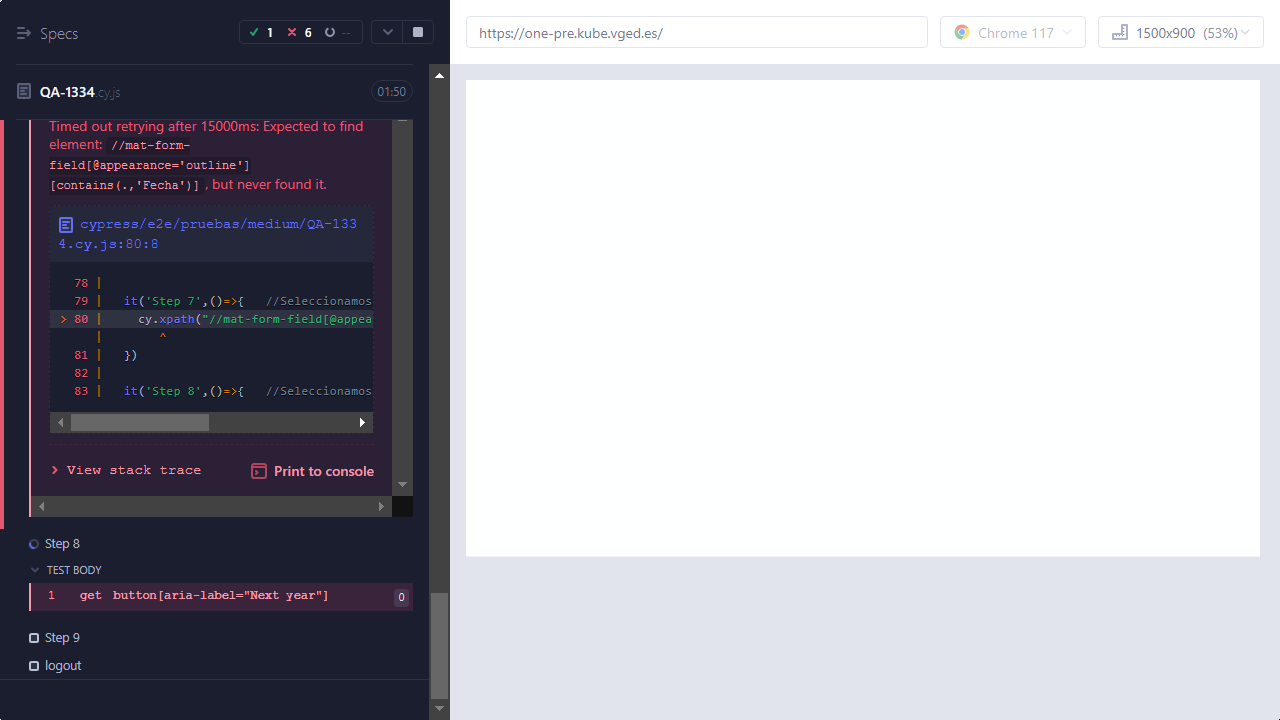 Specs
1 6 --
https://one-pre.kube.vged.es/
Chrome 117
1500x900 (53%)
QA-1334.cy.js
01:50
Timed out retrying after 15000ms: Expected to find
element: //mat-form-
field[@appearance='outline']
[contains(.,'Fecha')] , but never found it.
cypress/e2e/pruebas/medium/QA-133
4.cy.js:80:8
78 |
79 | it('Step 7',()=>{ //Seleccionamos
> 80 | cy.xpath("//mat-form-field[@appea
| ^
81 | })
82 |
83 | it('Step 8',()=>{ //Seleccionamos
> View stack trace
Print to console
Step 8
TEST BODY
1 get button[aria-label="Next year"] 0
Step 9
logout